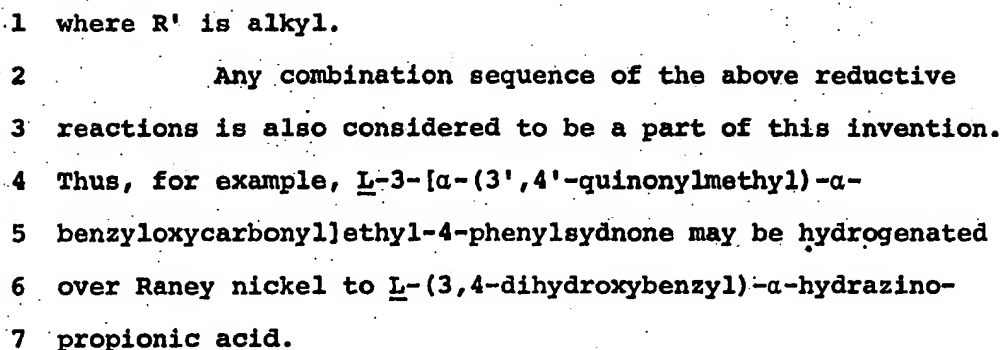 1 where R' is alkyl.
2 Any combination sequence of the above reductive
3 reactions is also considered to be a part of this invention.
4 Thus, for example, L-3-[α-(3',4'-quinonylmethyl)-α-
5 benzyloxycarbonyl]ethyl-4-phenylsydnone may be hydrogenated
6 over Raney nickel to L-(3,4-dihydroxybenzyl)-α-hydrazino-
7 propionic acid.